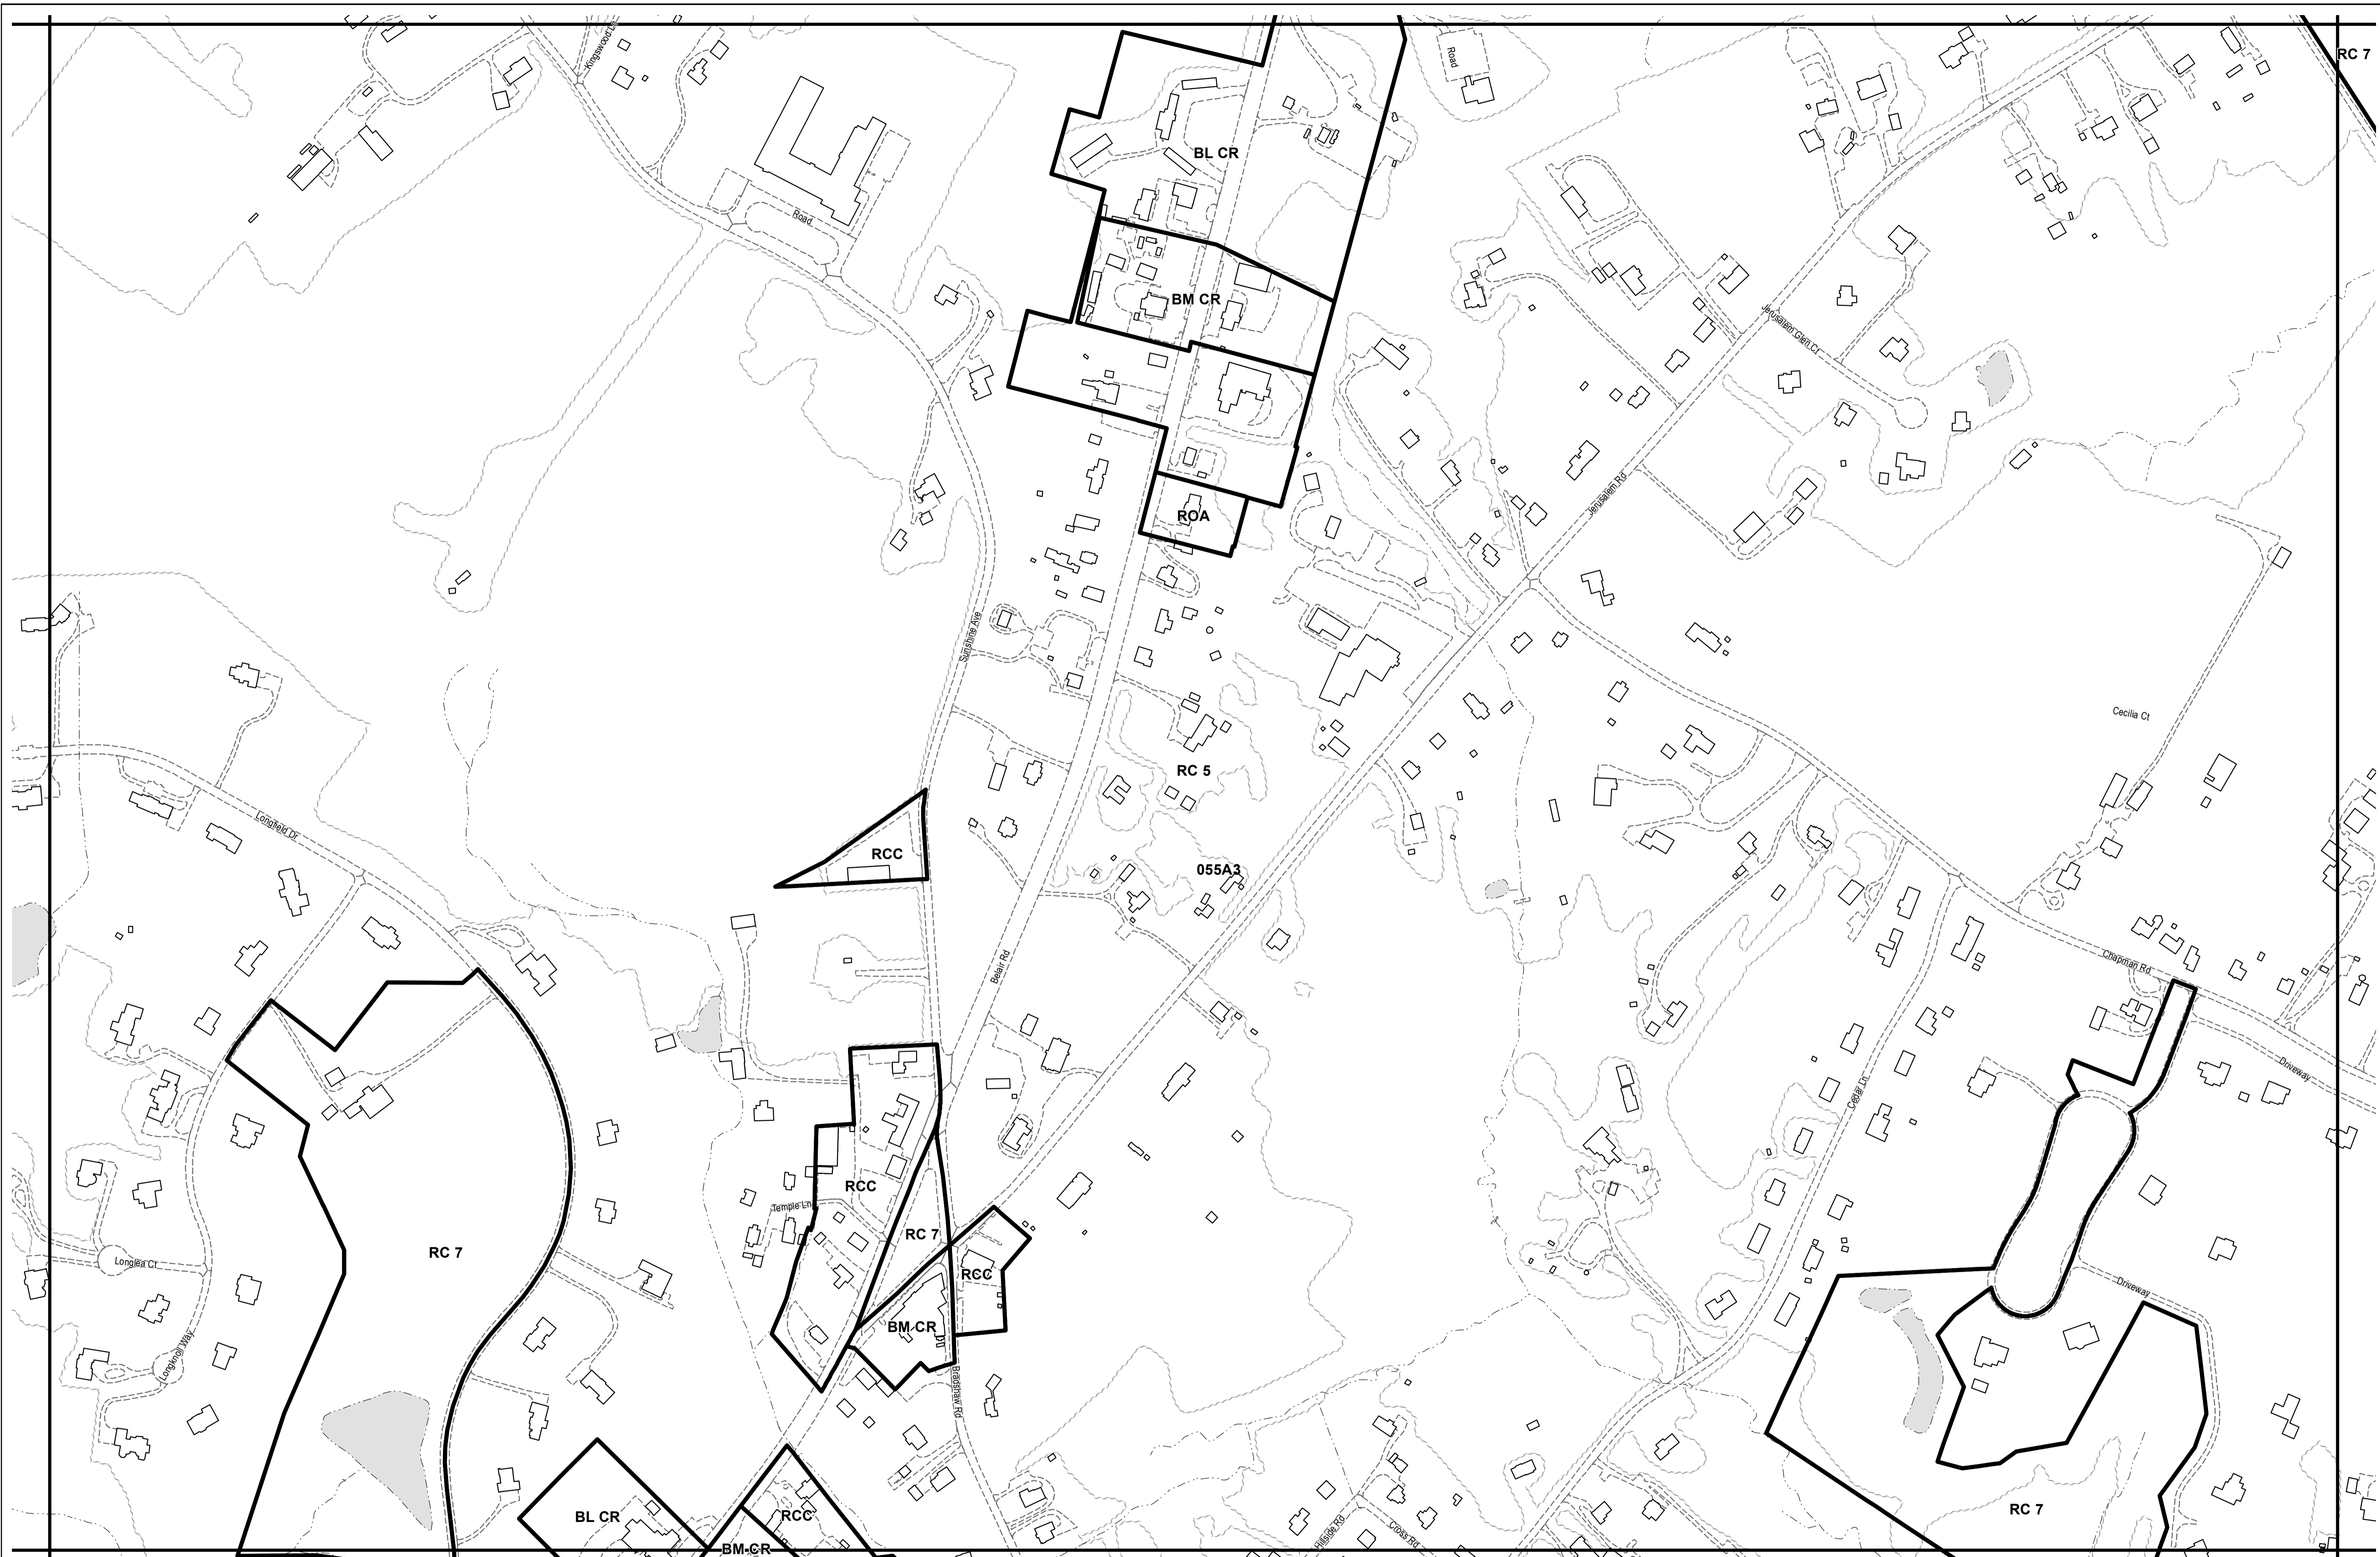 Kingswood Ln
Road
RC 7
BL CR
Road
BM CR
Jerusalem Glen Ct
Jerusalem Rd
ROA
Sunshine Ave
Cecilia Ct
RC 5
Longfield Dr
RCC
055A3
Belair Rd
Chapman Rd
Driveway
Cedar Ln
RCC
Temple Ln
RC 7
RC 7
Longlea Ct
RCC
Driveway
BM CR
Longknoll Way
Bradshaw Rd
BL CR
RCC
RC 7
Hillside Rd
Cross Rd
BM CR